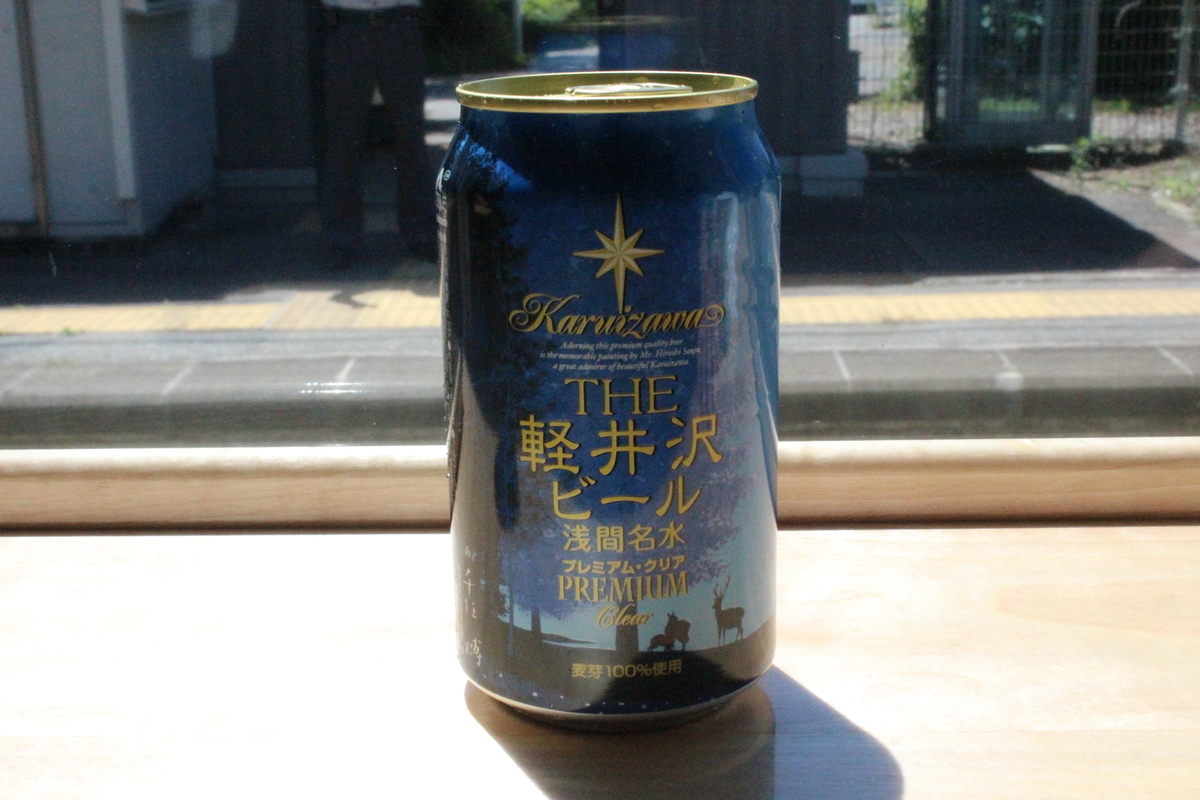 Karuizawa
Adorning this premium quality beer
is the memorable painting by Mr. Hiroshi Senju,
a great admirer of beautiful Karuizawa.
THE
軽井沢
ビール
浅間名水
プレミアム・クリア
PREMIUM
Clear
麦芽100%使用